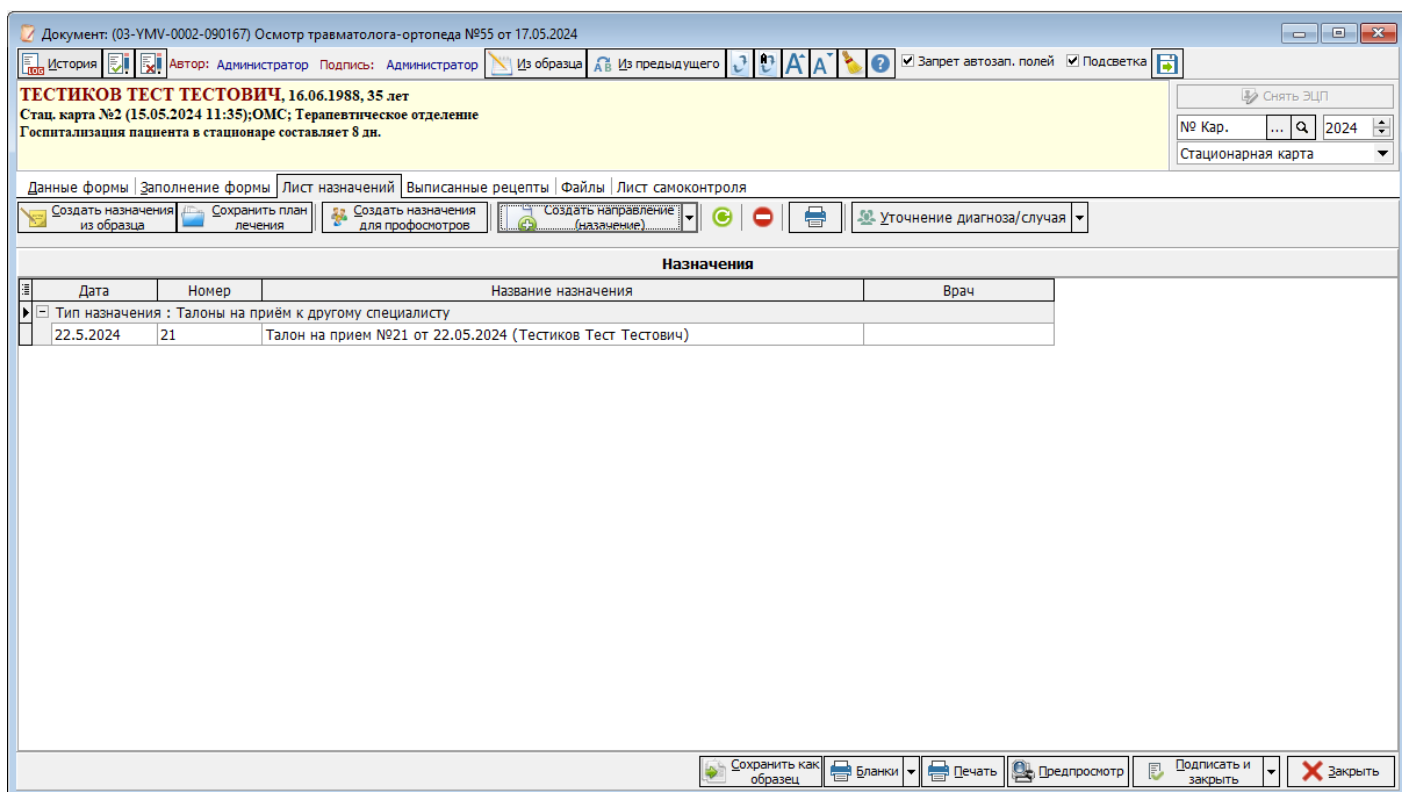 Документ: (03-YMV-0002-090167) Осмотр травматолога-ортопеда №55 от 17.05.2024
История Автор: Администратор Подпись: Администратор Из образца Из предыдущего Запрет автозап. полей Подсветка
ТЕСТИКОВ ТЕСТ ТЕСТОВИЧ, 16.06.1988, 35 лет
Стац. карта №2 (15.05.2024 11:35);ОМС; Терапевтическое отделение
Госпитализация пациента в стационаре составляет 8 дн.
Снять ЭЦП
№ Кар. ... 2024
Стационарная карта
Данные формы Заполнение формы Лист назначений Выписанные рецепты Файлы Лист самоконтроля
Создать назначения из образца Сохранить план лечения Создать назначения для профосмотров Создать направление (назачение) Уточнение диагноза/случая
Назначения
Дата Номер Название назначения Врач
Тип назначения : Талоны на приём к другому специалисту
22.5.2024 21 Талон на прием №21 от 22.05.2024 (Тестиков Тест Тестович)
Сохранить как образец Бланки Печать Предпросмотр Подписать и закрыть Закрыть